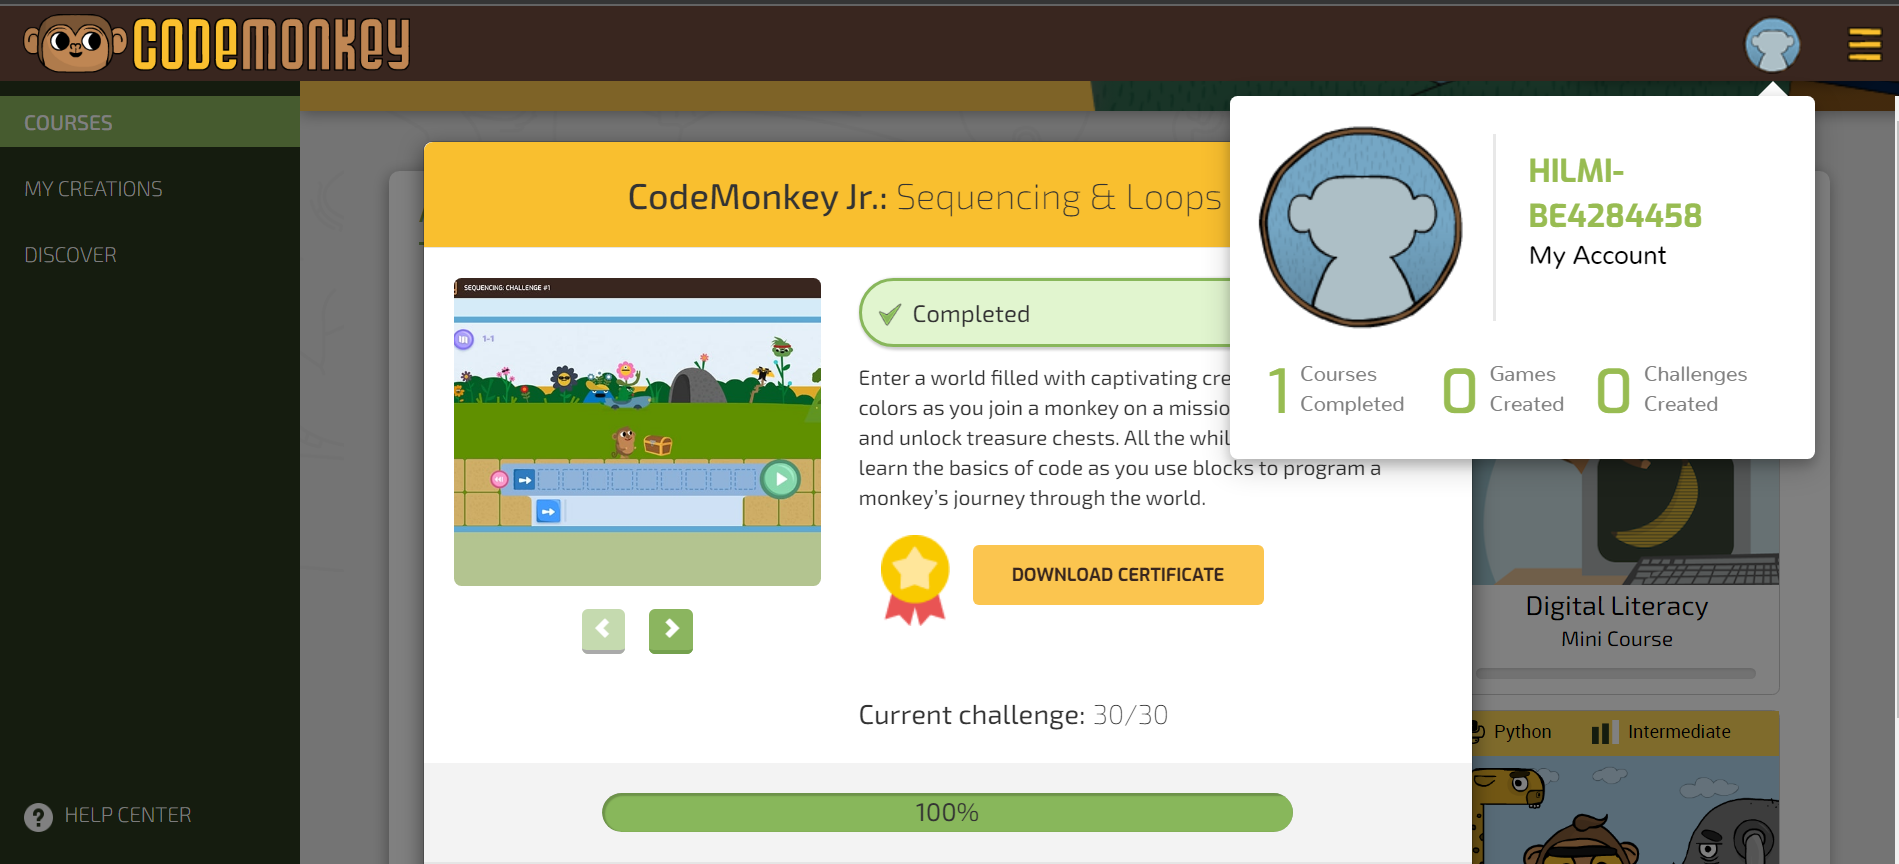 CODEMONKEY
COURSES
MY CREATIONS
DISCOVER
HELP CENTER
CodeMonkey Jr.: Sequencing & Loops
SEQUENCING: CHALLENGE #1
1-1
Completed
Enter a world filled with captivating cre
colors as you join a monkey on a missio
and unlock treasure chests. All the whil
learn the basics of code as you use blocks to program a
monkey's journey through the world.
DOWNLOAD CERTIFICATE
Current challenge: 30/30
100%
HILMI-
BE4284458
My Account
1 Courses Completed
0 Games Created
0 Challenges Created
Digital Literacy
Mini Course
Python
Intermediate